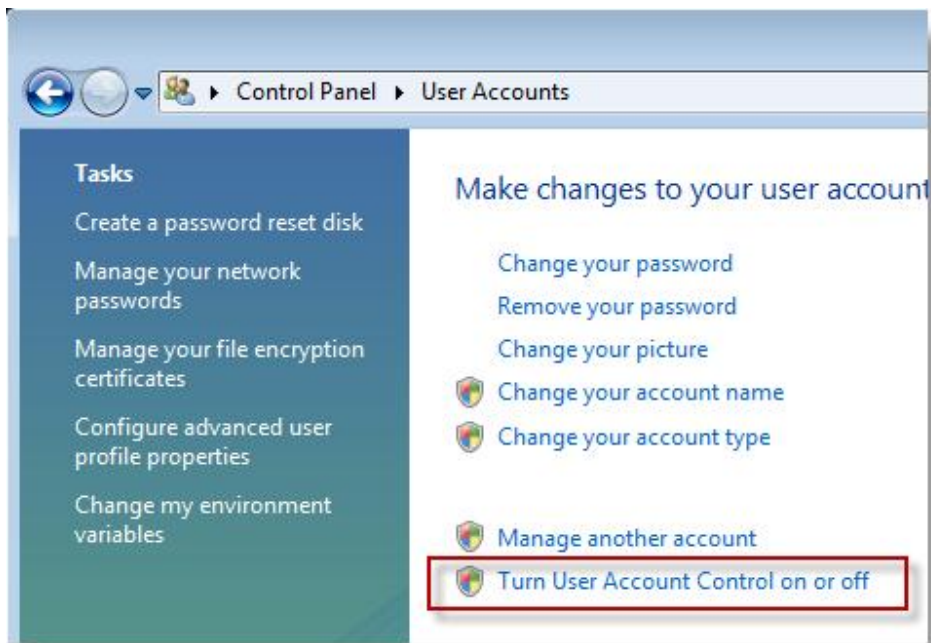 Control Panel User Accounts
Tasks
Create a password reset disk
Manage your network
passwords
Manage your file encryption
certificates
Configure advanced user
profile properties
Change my environment
variables
Make changes to your user account
Change your password
Remove your password
Change your picture
Change your account name
Change your account type
Manage another account
Turn User Account Control on or off